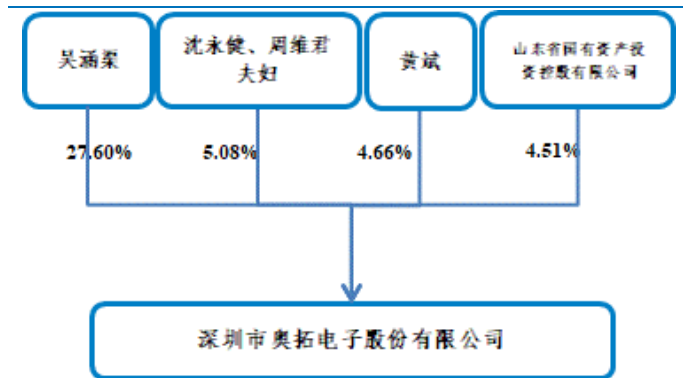 吴涵渠
沈永健、周维君
夫妇
黄斌
山东省国有资产投
资控股有限公司
27.60%
5.08%
4.66%
4.51%
深圳市奥拓电子股份有限公司